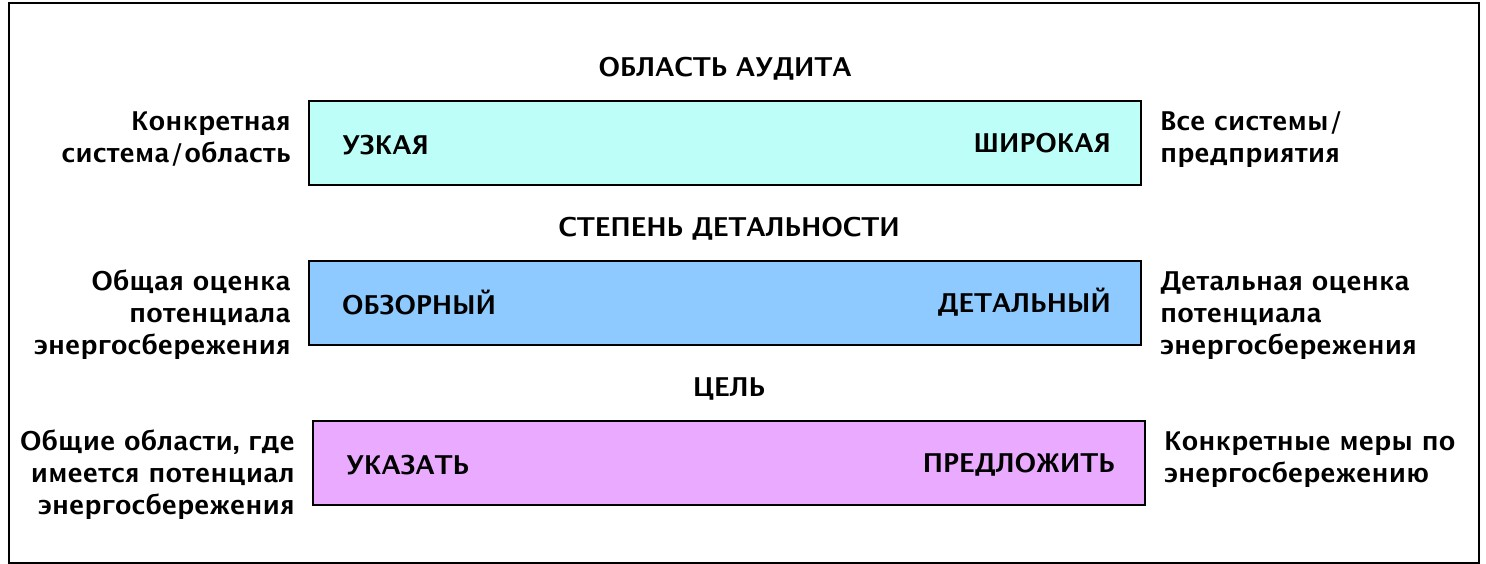 ОБЛАСТЬ АУДИТА
Конкретная
система/область
УЗКАЯ
ШИРОКАЯ
Все системы/
предприятия
СТЕПЕНЬ ДЕТАЛЬНОСТИ
Общая оценка
потенциала
энергосбережения
ОБЗОРНЫЙ
ДЕТАЛЬНЫЙ
Детальная оценка
потенциала
энергосбережения
ЦЕЛЬ
Общие области, где
имеется потенциал
энергосбережения
УКАЗАТЬ
ПРЕДЛОЖИТЬ
Конкретные меры по
энергосбережению